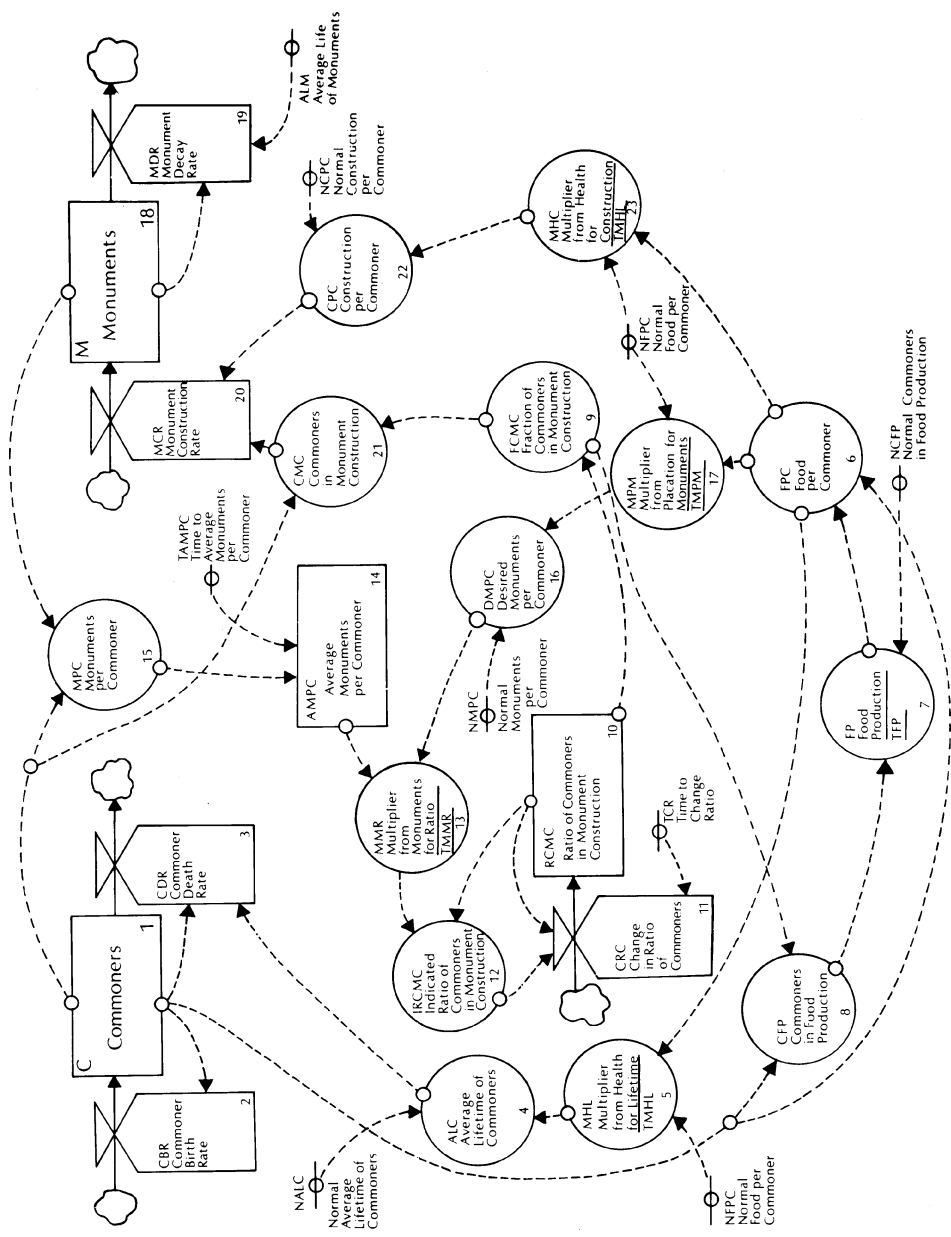 C
Commoners
1
CBR
Commoner
Birth
Rate
2
CDR
Commoner
Death
Rate
3
MPC
Monuments
per
Commoner
15
M
Monuments
18
MCR
Monument
Construction
Rate
20
MDR
Monument
Decay
Rate
19
ALM
Average Life
of Monuments
NCPC
Normal
Construction
per
Commoner
CPC
Construction
per
Commoner
22
TAMPC
Time to
Average
Monuments
per
Commoner
CMC
Commoners
in
Monument
Construction
21
AMPC
Average
Monuments
per Commoner
14
NALC
Normal
Average
Lifetime of
Commoners
ALC
Average
Lifetime of
Commoners
4
IRCMC
Indicated
Ratio of
Commoners
in Monument
Construction
12
MMR
Multiplier
from
Monuments
for Ratio
TMMR
13
NMPC
Normal
Monuments
per
Commoner
DMPC
Desired
Monuments
per
Commoner
16
FCMC
Fraction of
Commoners
in Monument
Construction
9
MHC
Multiplier
from Health
for
Construction
TMHL
23
MHL
Multiplier
from Health
for Lifetime
TMHL
5
CRC
Change
in Ratio
of
Commoners
11
RCMC
Ratio of Commoners
in Monument
Construction
10
TCR
Time to
Change
Ratio
MPM
Multiplier
from
Placation for
Monuments
TMPM
17
NFPC
Normal
Food per
Commoner
NFPC
Normal
Food per
Commoner
CFP
Commoners
in Food
Production
8
FP
Food
Production
TFP
7
FPC
Food
per
Commoner
6
NCFP
Normal Commoners
in Food Production